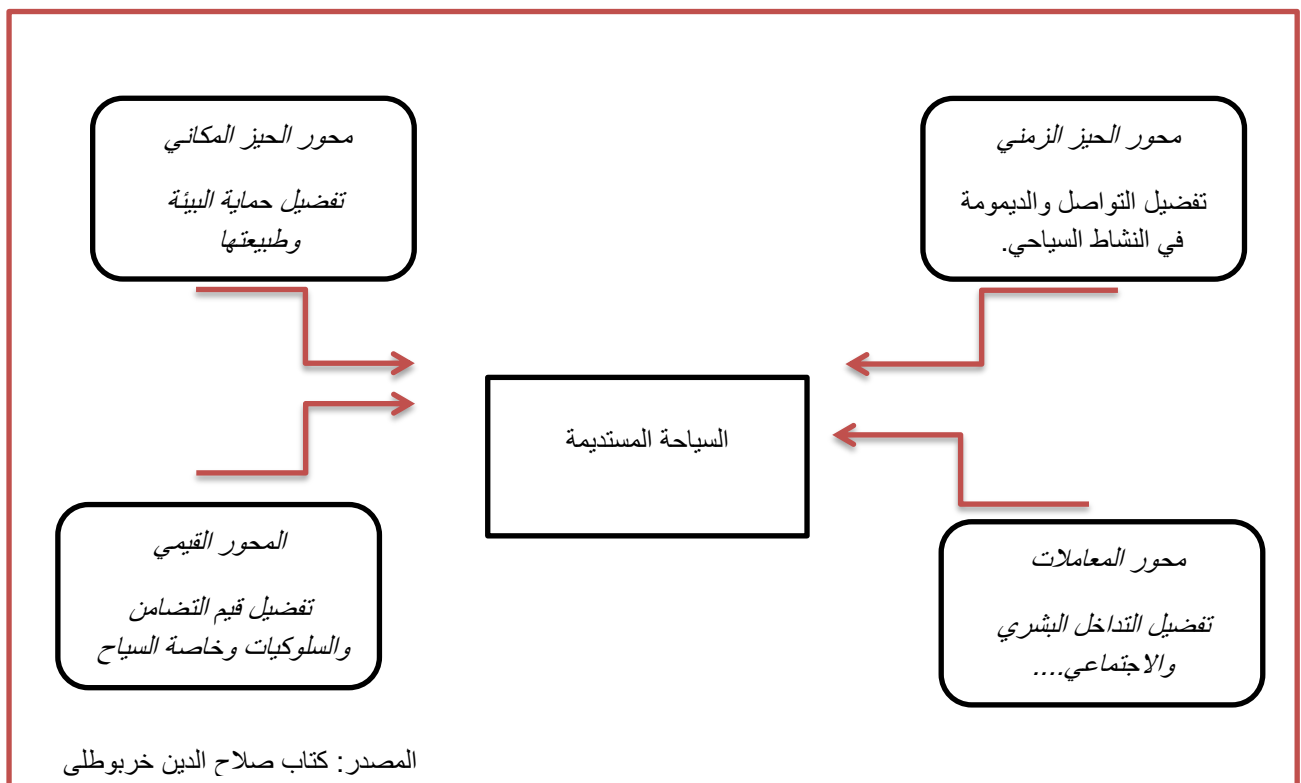 محور الحيز الزمني
تفضيل التواصل والديمومة
في النشاط السياحي.
محور الحيز المكاني
تفضيل حماية البيئة
وطبيعتها
السياحة المستديمة
محور المعاملات
تفضيل التداخل البشري
والاجتماعي....
المحور القيمي
تفضيل قيم التضامن
والسلوكيات وخاصة السياح
المصدر: كتاب صلاح الدين خربوطلى